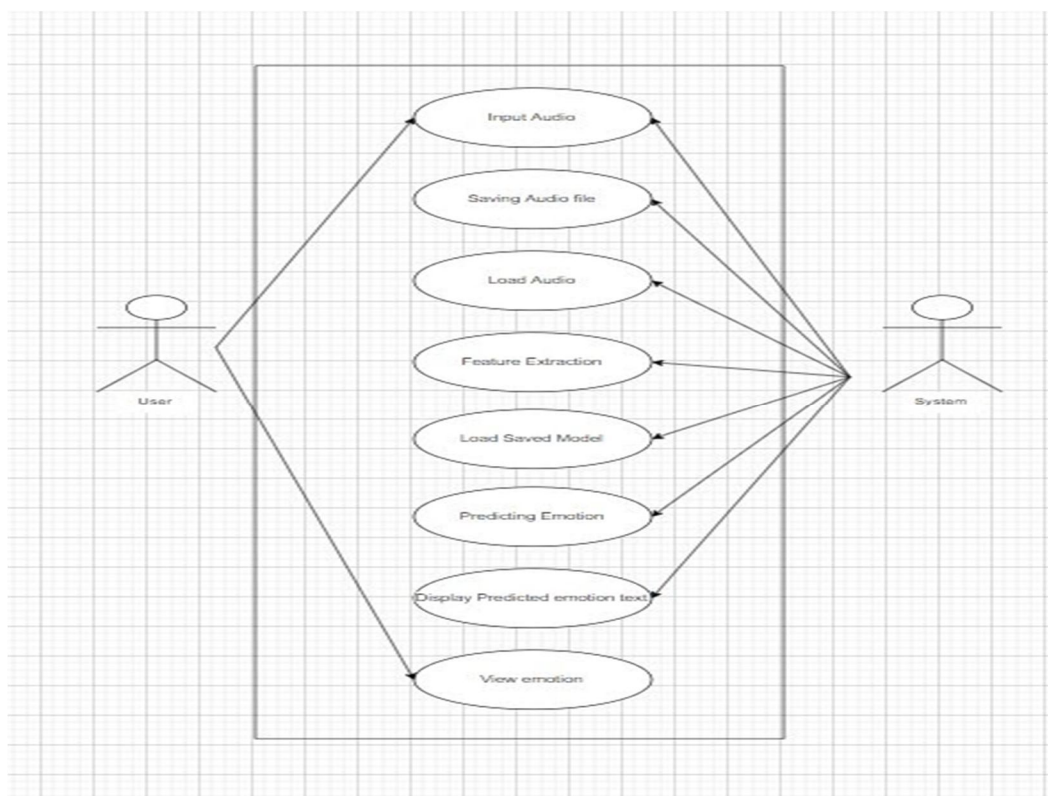 Input Audio
Saving Audio file
Load Audio
Feature Extraction
User
System
Load Saved Model
Predicting Emotion
Display Predicted emotion text
View emotion